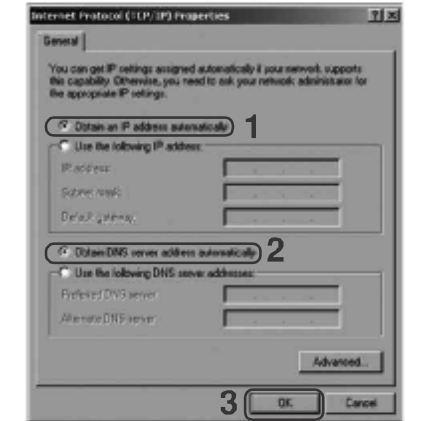 Internet Protocol (TCP/IP) Properties
General
You can get IP settings assigned automatically if your network supports
this capability. Otherwise, you need to ask your network administrator for
the appropriate IP settings.
Obtain an IP address automatically 1
Use the following IP address:
IP address:
Subnet mask:
Default gateway:
Obtain DNS server address automatically 2
Use the following DNS server addresses:
Preferred DNS server:
Alternate DNS server:
Advanced...
3 OK Cancel